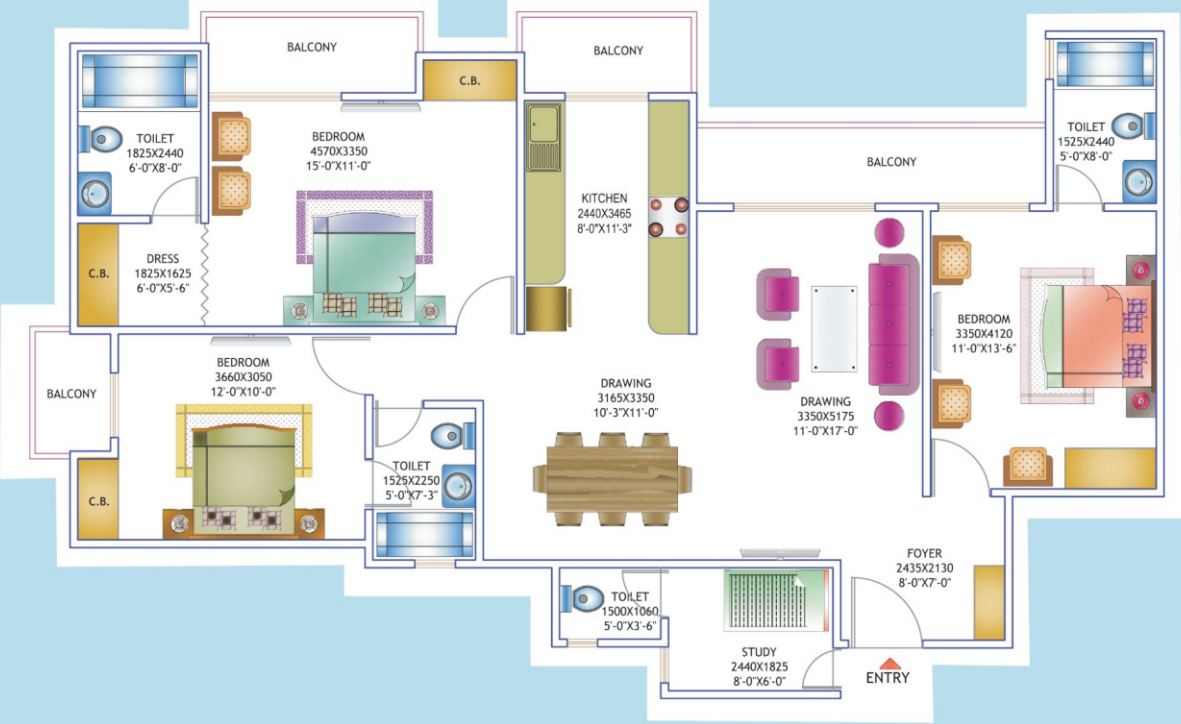 BALCONY
BALCONY
C.B.
TOILET
1825X2440
6'-0"X8'-0"
BEDROOM
4570X3350
15'-0"X11'-0"
TOILET
1525X2440
5'-0"X8'-0"
BALCONY
KITCHEN
2440X3465
8'-0"X11'-3"
C.B.
DRESS
1825X1625
6'-0"X5'-6"
BEDROOM
3350X4120
11'-0"X13'-6"
BEDROOM
3660X3050
12'-0"X10'-0"
BALCONY
DRAWING
3165X3350
10'-3"X11'-0"
DRAWING
3350X5175
11'-0"X17'-0"
C.B.
TOILET
1525X2250
5'-0"X7'-3"
FOYER
2435X2130
8'-0"X7'-0"
TOILET
1500X1060
5'-0"X3'-6"
STUDY
2440X1825
8'-0"X6'-0"
ENTRY